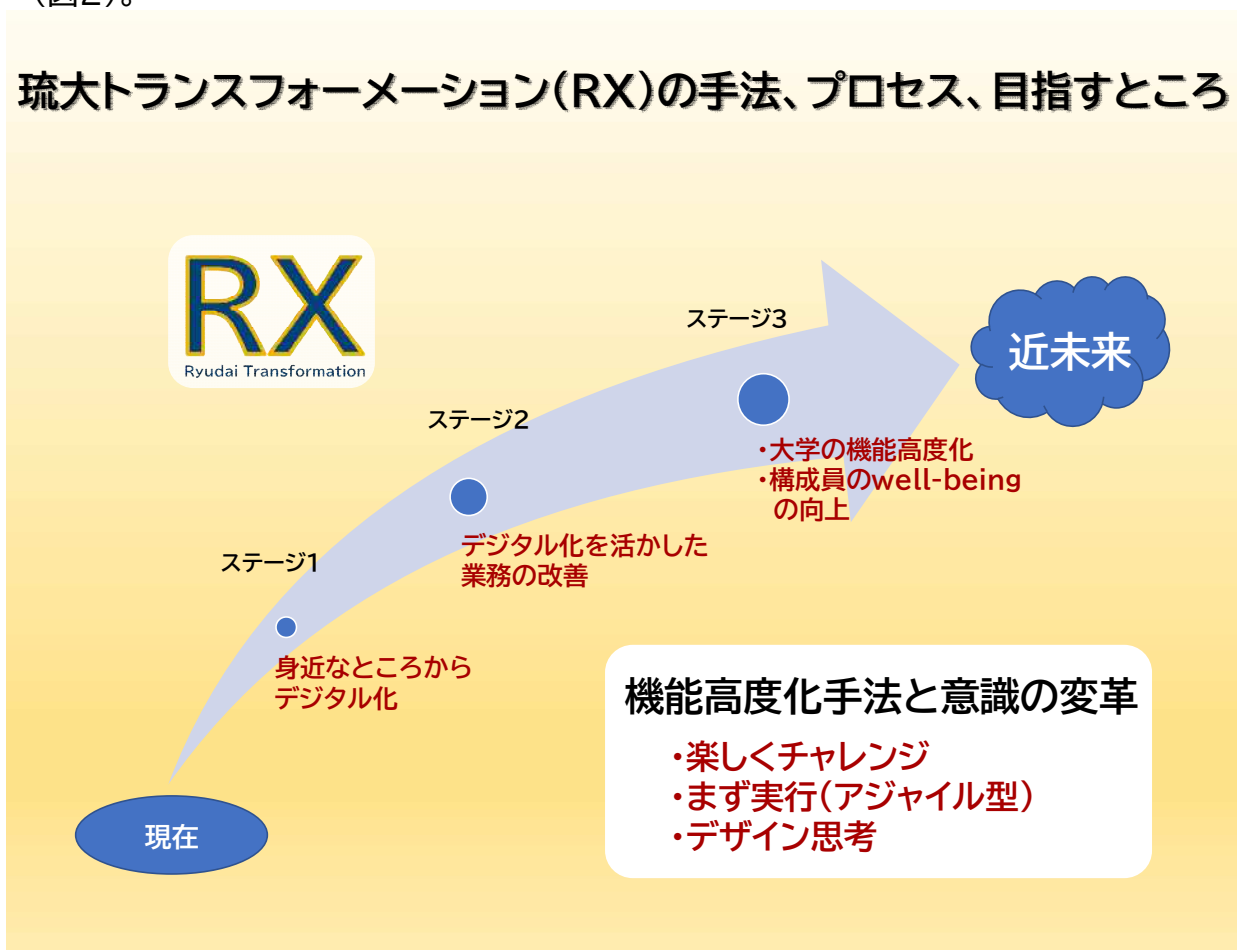 (図2)。
琉大トランスフォーメーション(RX)の手法、プロセス、目指すところ
RX
Ryudai Transformation
ステージ3
近未来
ステージ2
・大学の機能高度化
・構成員のwell-being
の向上
デジタル化を活かした
業務の改善
ステージ1
身近なところから
デジタル化
機能高度化手法と意識の変革
・楽しくチャレンジ
・まず実行(アジャイル型)
・デザイン思考
現在